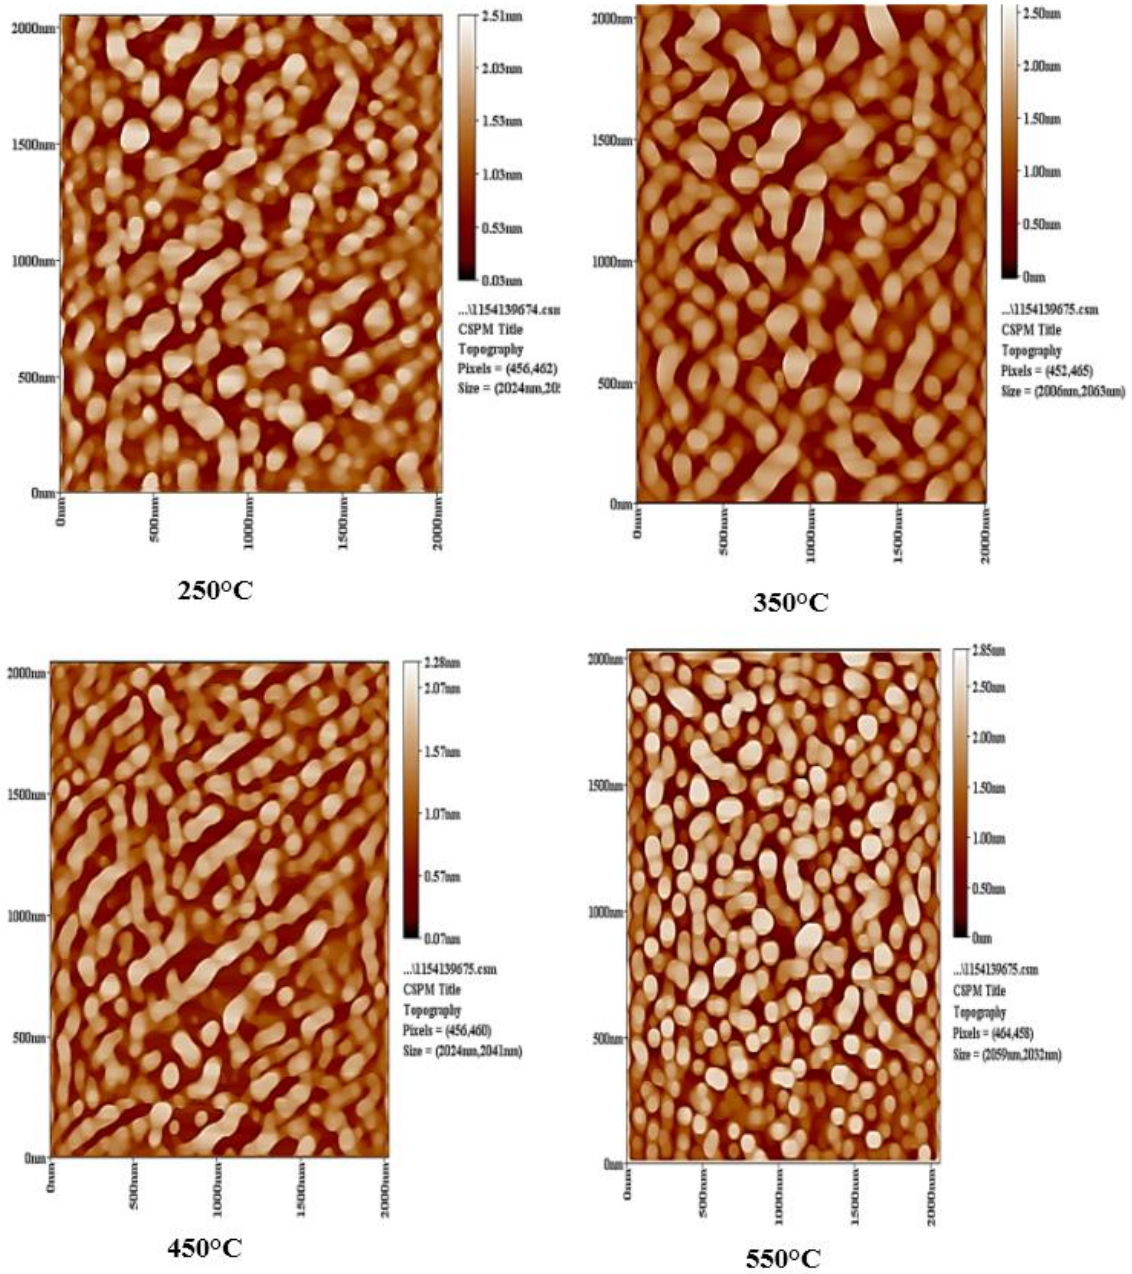 2.51nm
2.03nm
1.53nm
1.03nm
0.53nm
0.03nm
2000nm
1500nm
1000nm
500nm
0nm
0nm
500nm
1000nm
1500nm
2000nm
...\1154139674.csm
CSPM Title
Topography
Pixels = (456,462)
Size = (2024nm,20
250°C
2.50nm
2.00nm
1.50nm
1.00nm
0.50nm
0nm
2000nm
1500nm
1000nm
500nm
0nm
0nm
500nm
1000nm
1500nm
2000nm
...\1154139675.csm
CSPM Title
Topography
Pixels = (452,465)
Size = (2006nm,2063nm)
350°C
2.28nm
2.07nm
1.57nm
1.07nm
0.57nm
0.07nm
2000nm
1500nm
1000nm
500nm
0nm
0nm
500nm
1000nm
1500nm
2000nm
...\1154139675.csm
CSPM Title
Topography
Pixels = (456,460)
Size = (2024nm,2041nm)
450°C
2.85nm
2.50nm
2.00nm
1.50nm
1.00nm
0.50nm
0nm
2000nm
1500nm
1000nm
500nm
0nm
0nm
500nm
1000nm
1500nm
2000nm
...\1154139675.csm
CSPM Title
Topography
Pixels = (464,458)
Size = (2059nm,2032nm)
550°C